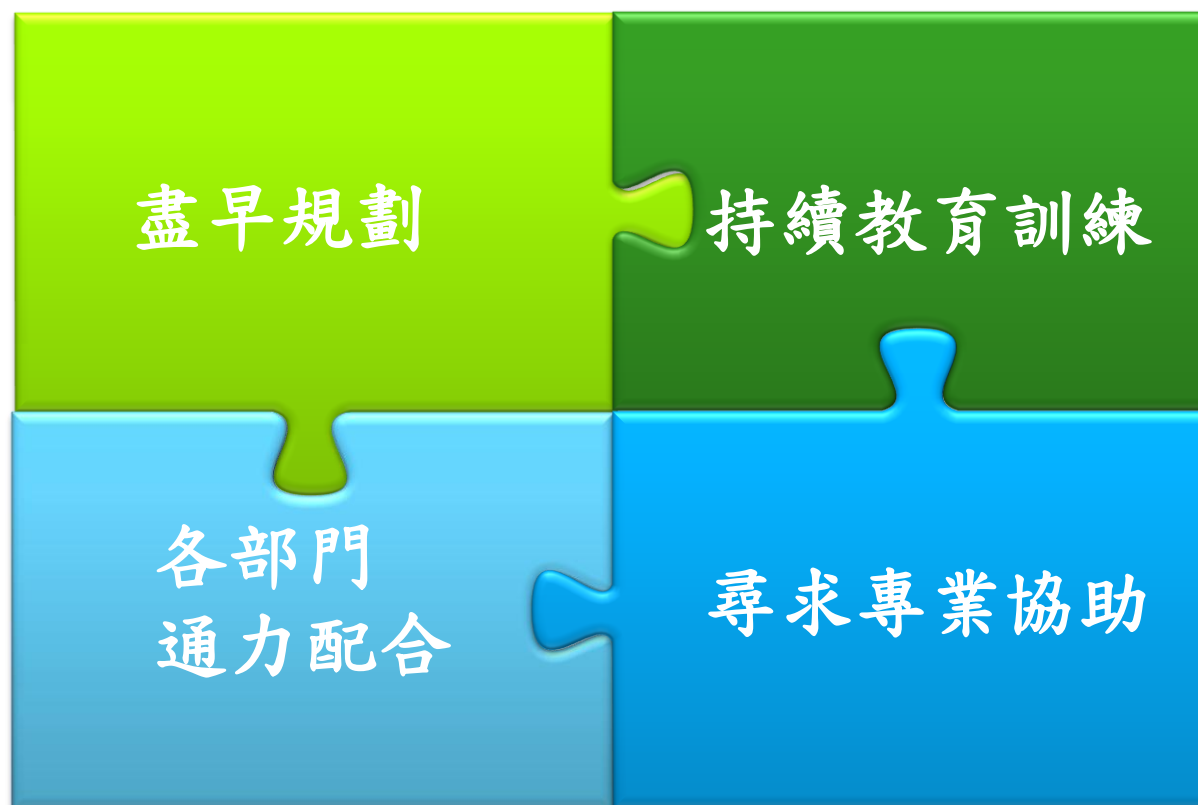 盡早規劃
持續教育訓練
各部門
通力配合
尋求專業協助